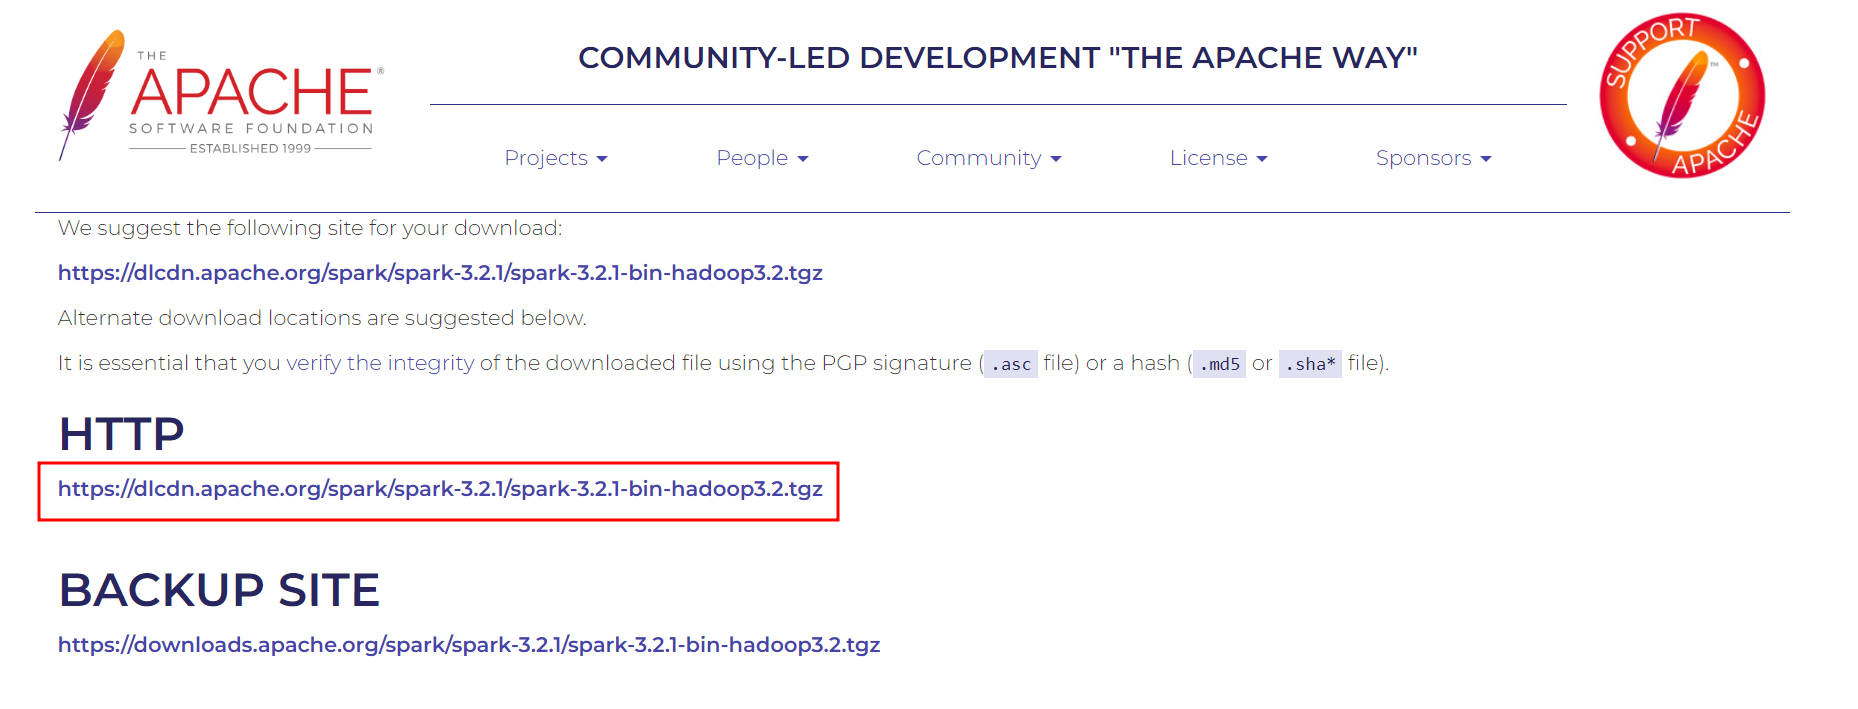 THE
APACHE®
SOFTWARE FOUNDATION
ESTABLISHED 1999
COMMUNITY-LED DEVELOPMENT "THE APACHE WAY"
Projects
People
Community
License
Sponsors
SUPPORT
APACHE
™
We suggest the following site for your download:
https://dlcdn.apache.org/spark/spark-3.2.1/spark-3.2.1-bin-hadoop3.2.tgz
Alternate download locations are suggested below.
It is essential that you verify the integrity of the downloaded file using the PGP signature ( .asc file) or a hash ( .md5 or .sha* file).
HTTP
https://dlcdn.apache.org/spark/spark-3.2.1/spark-3.2.1-bin-hadoop3.2.tgz
BACKUP SITE
https://downloads.apache.org/spark/spark-3.2.1/spark-3.2.1-bin-hadoop3.2.tgz